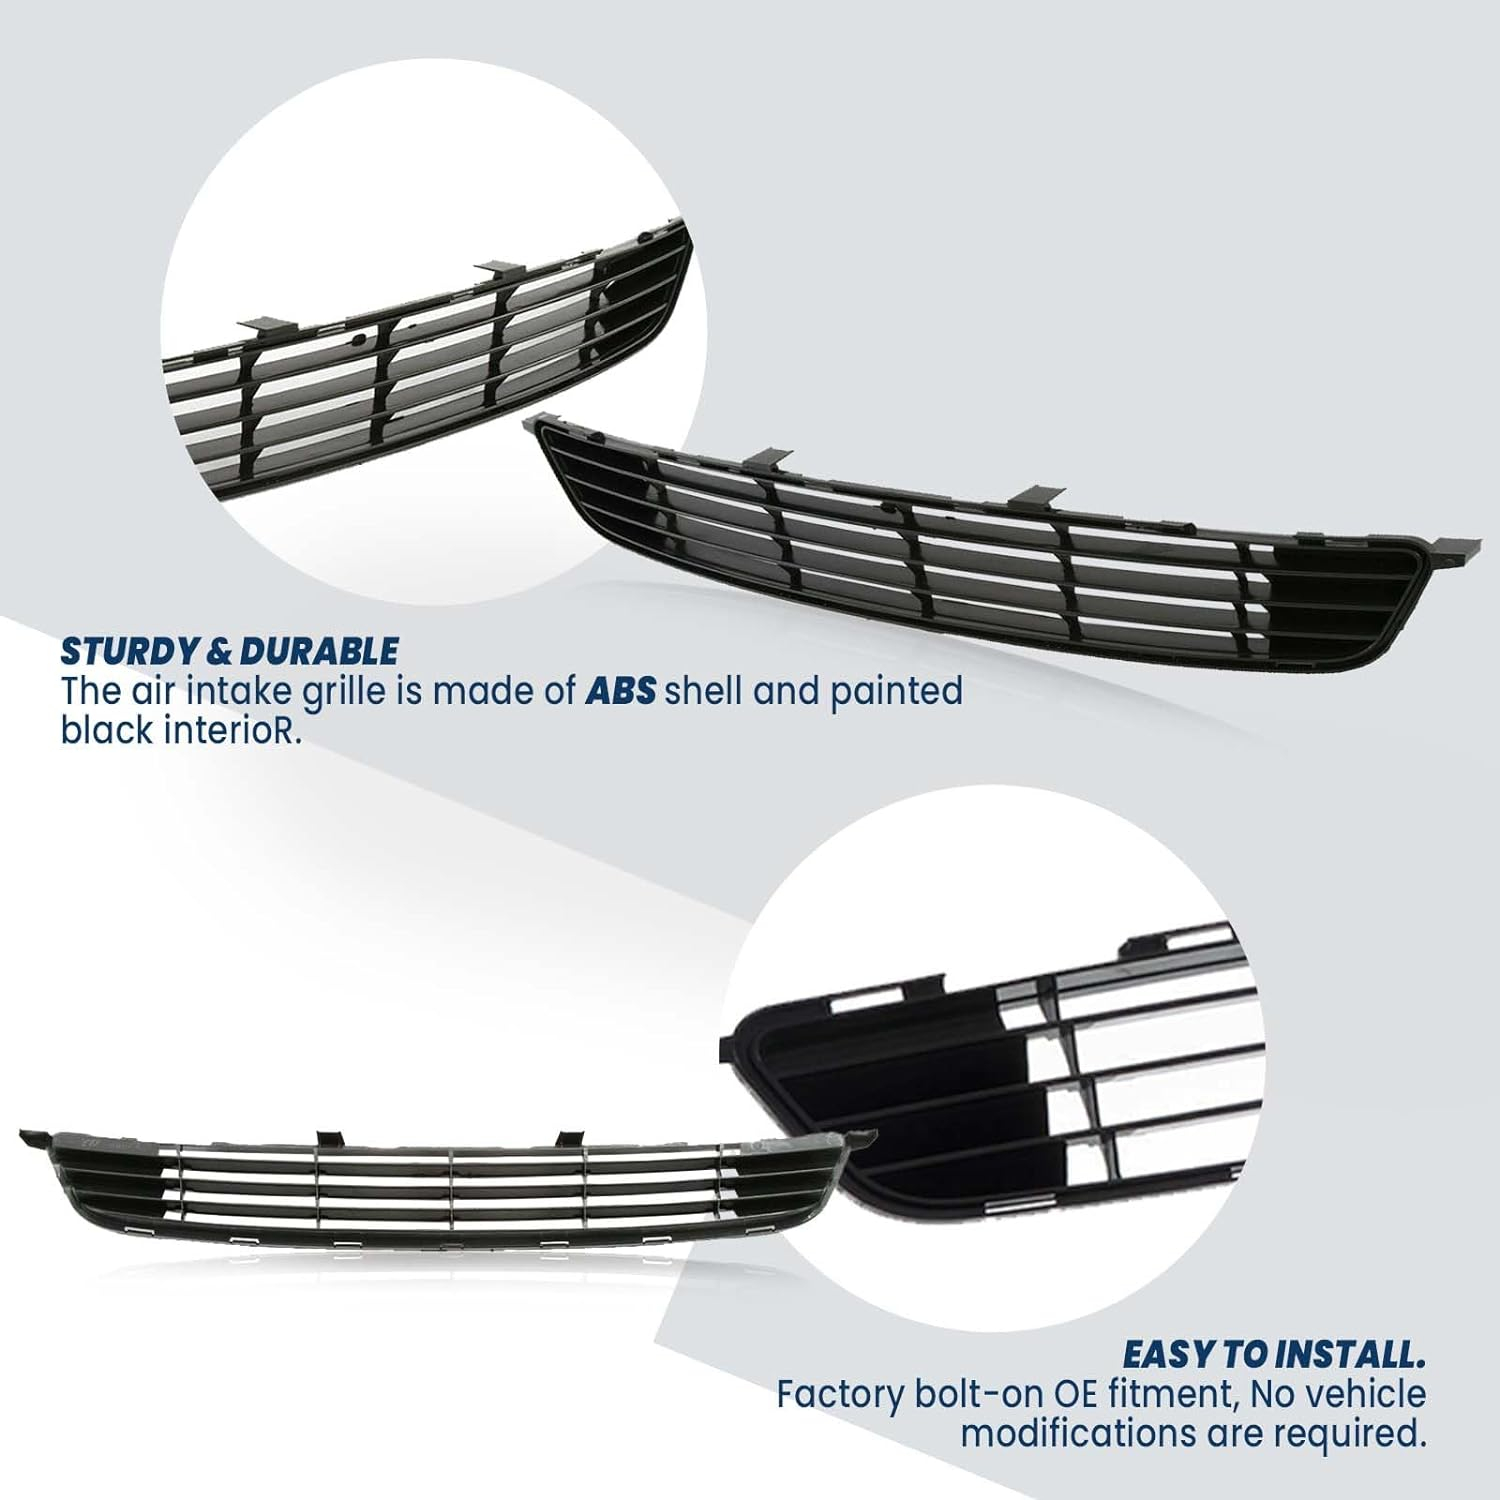 STURDY & DURABLE
The air intake grille is made of ABS shell and painted
black interioR.
EASY TO INSTALL.
Factory bolt-on OE fitment, No vehicle
modifications are required.